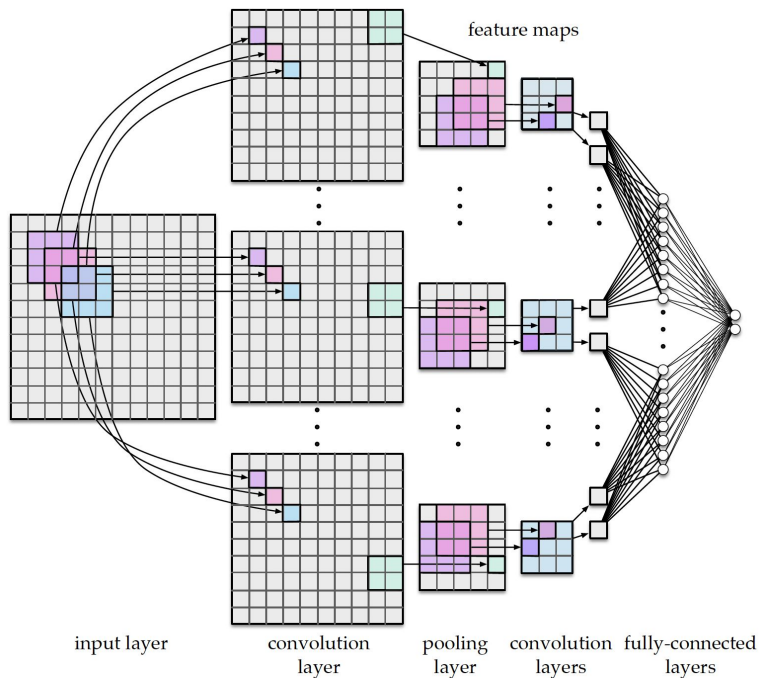 feature maps
input layer
convolution
layer
pooling
layer
convolution
layers
fully-connected
layers